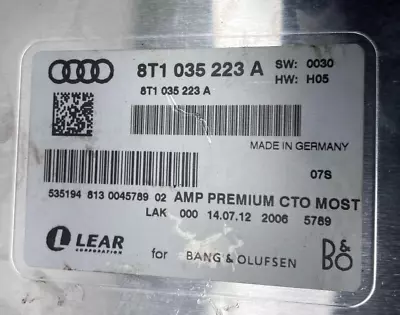 8T1 035 223 A SW: 0030
8T1 035 223 A HW: H05
MADE IN GERMANY
07S
535194 813 0045789 02 AMP PREMIUM CTO MOST
LAK 000 14.07.12 2006 5789
LEAR
CORPORATION
for BANG & OLUFSEN
B&O